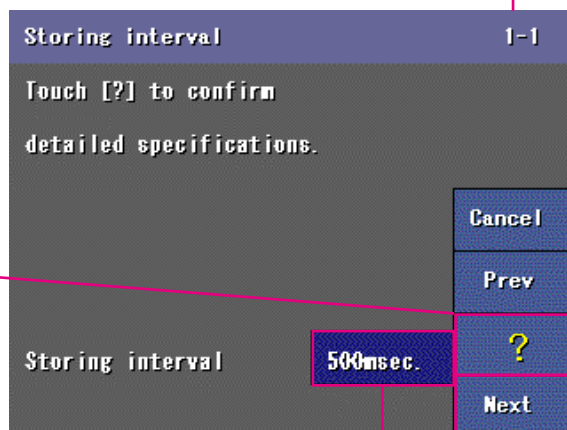 Storing interval 1-1
Touch [?] to confirm
detailed specifications.
Cancel
Prev
?
Storing interval 500msec.
Next